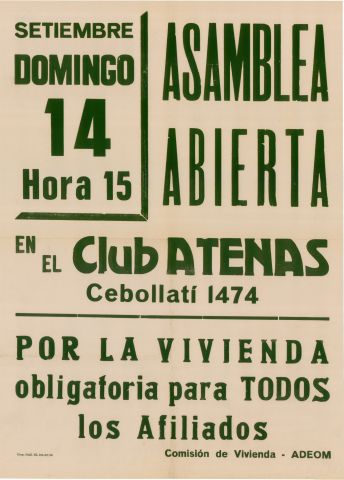 SETIEMBRE
DOMINGO
14
Hora 15
ASAMBLEA
ABIERTA
EN EL Club ATENAS
Cebollatí 1474
POR LA VIVIENDA
obligatoria para TODOS
los Afiliados
Comisión de Vivienda - ADEOM